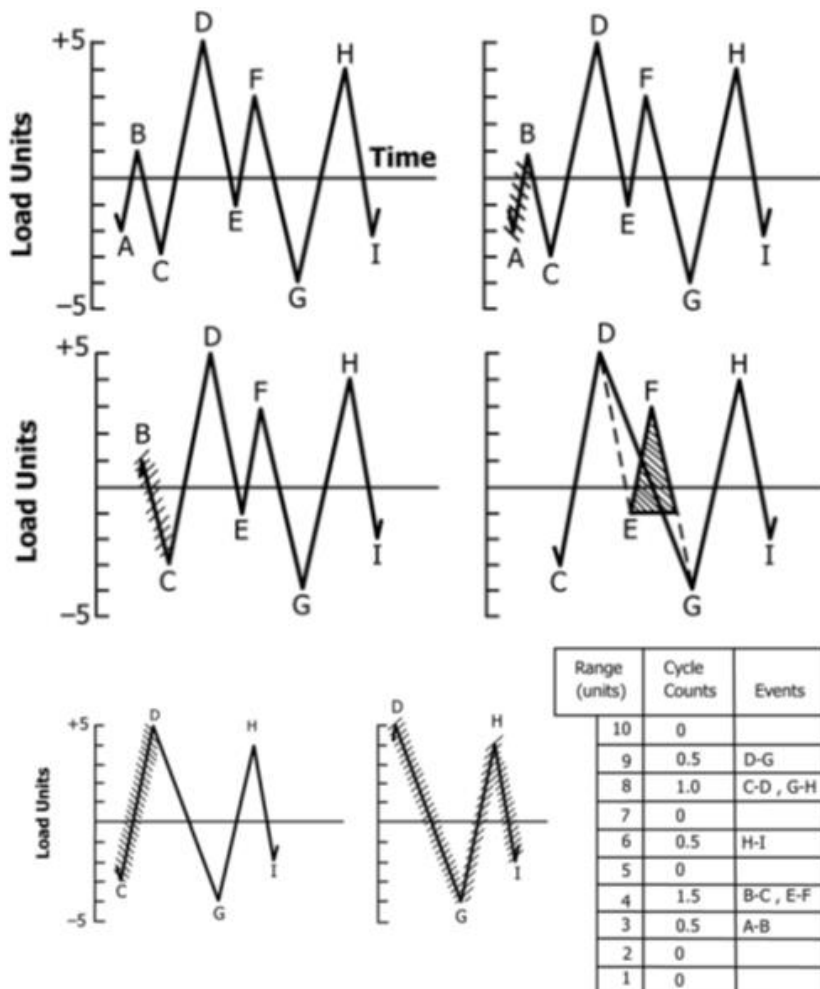 +5
D
H
F
B
Time
Load Units
A
C
E
G
I
−5
D
H
F
B
A
C
E
G
I
+5
D
H
F
B
Load Units
E
C
G
I
−5
D
H
F
E
C
G
I
+5
D
H
Load Units
C
G
I
−5
D
H
G
I
Range (units) Cycle Counts Events
10 0
9 0.5 D-G
8 1.0 C-D , G-H
7 0
6 0.5 H-I
5 0
4 1.5 B-C , E-F
3 0.5 A-B
2 0
1 0